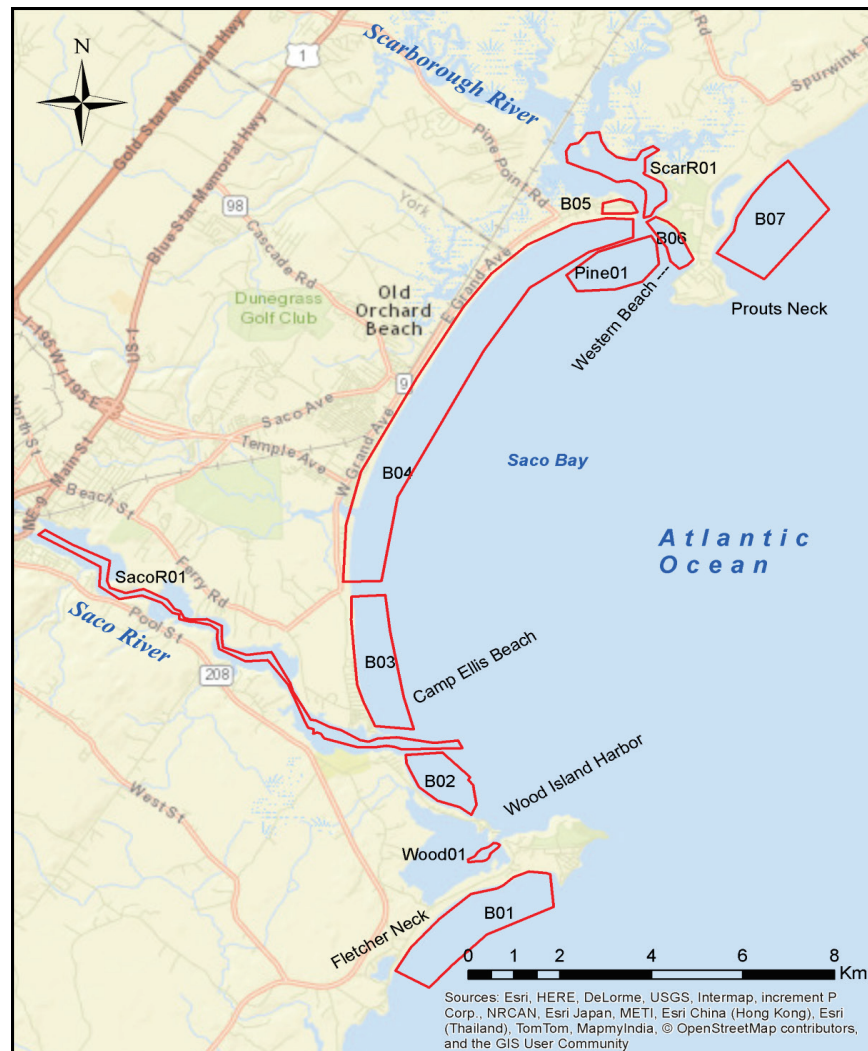 N
Gold Star Memorial Hwy
1
Blue Star Memorial Hwy
Scarborough River
Spurwink R
Pine Point Rd
ScarR01
York
B05
B07
B06
98
Cascade Rd
Pine01
Western Beach
Prouts Neck
Old
Orchard
Beach
E Grand Ave
Dunegrass
Golf Club
I-195 W I-195 E
US-1
9
Saco Ave
W Grand Ave
North St
Main St
ME 9
Temple Ave
B04
Saco Bay
Beach St
Atlantic
Ocean
SacoR01
Ferry Rd
Saco River
Pool St
208
B03
Camp Ellis Beach
B02
Wood Island Harbor
West St
Wood01
Fletcher Neck
B01
0 1 2 4 6 8
Km
Sources: Esri, HERE, DeLorme, USGS, Intermap, increment P
Corp., NRCAN, Esri Japan, METI, Esri China (Hong Kong), Esri
(Thailand), TomTom, MapmyIndia, © OpenStreetMap contributors,
and the GIS User Community